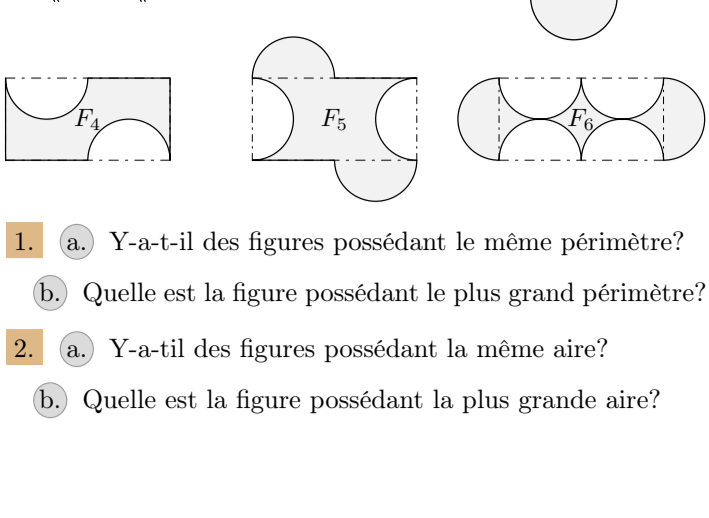 F4
F5
F6
1. a. Y-a-t-il des figures possédant le même périmètre?
b. Quelle est la figure possédant le plus grand périmètre?
2. a. Y-a-til des figures possédant la même aire?
b. Quelle est la figure possédant la plus grande aire?